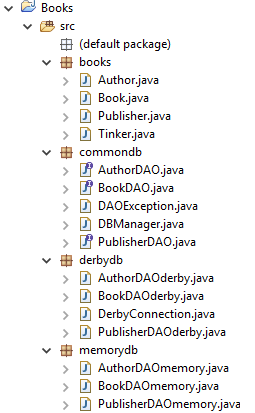 Books
src
(default package)
books
Author.java
Book.java
Publisher.java
Tinker.java
commondb
AuthorDAO.java
BookDAO.java
DAOException.java
DBManager.java
PublisherDAO.java
derbydb
AuthorDAOderby.java
BookDAOderby.java
DerbyConnection.java
PublisherDAOderby.java
memorydb
AuthorDAOmemory.java
BookDAOmemory.java
PublisherDAOmemory.java